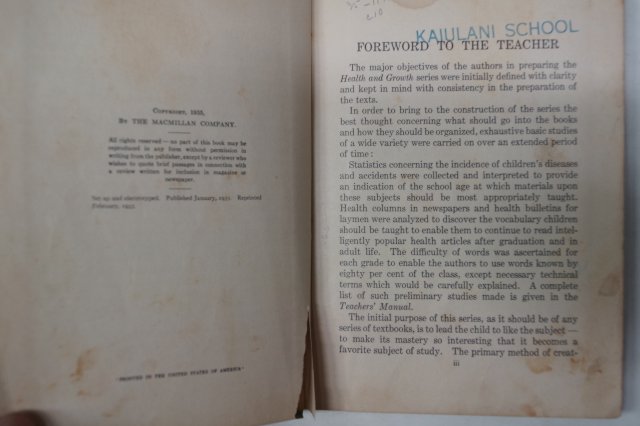 COPYRIGHT, 1935,
BY THE MACMILLAN COMPANY.
All rights reserved — no part of this book may be
reproduced in any form without permission in
writing from the publisher, except by a reviewer who
wishes to quote brief passages in connection with
a review written for inclusion in magazine or
newspaper.
Set up and electrotyped. Published January, 1935. Reprinted
February, 1935.
PRINTED IN THE UNITED STATES OF AMERICA
KAIULANI SCHOOL
FOREWORD TO THE TEACHER
The major objectives of the authors in preparing the
Health and Growth series were initially defined with clarity
and kept in mind with consistency in the preparation of
the texts.
In order to bring to the construction of the series the
best thought concerning what should go into the books
and how they should be organized, exhaustive basic studies
of a wide variety were carried on over an extended period
of time:
Statistics concerning the incidence of children's diseases
and accidents were collected and interpreted to provide
an indication of the school age at which materials upon
these subjects should be most appropriately taught.
Health columns in newspapers and health bulletins for
laymen were analyzed to discover the vocabulary children
should be taught to enable them to continue to read intel-
ligently popular health articles after graduation and in
adult life. The difficulty of words was ascertained for
each grade to enable the authors to use words known by
eighty per cent of the class, except necessary technical
terms which would be carefully explained. A complete
list of such preliminary studies made is given in the
Teachers' Manual.
The initial purpose of this series, as it should be of any
series of textbooks, is to lead the child to like the subject —
to make its mastery so interesting that it becomes a
favorite subject of study. The primary method of creat-
iii